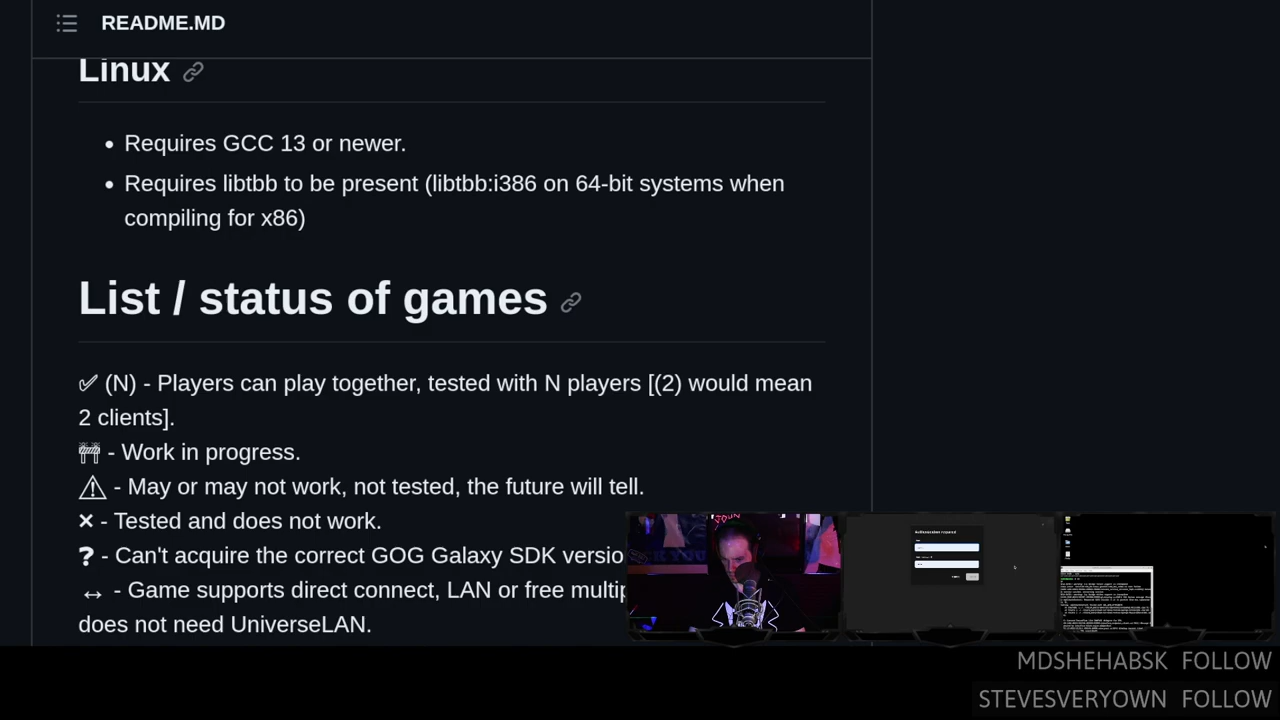 README.MD
Linux
Requires GCC 13 or newer.
Requires libtbb to be present (libtbb:i386 on 64-bit systems when
compiling for x86)
List / status of games
✅ (N) - Players can play together, tested with N players [(2) would mean
2 clients].
🚧 - Work in progress.
⚠ - May or may not work, not tested, the future will tell.
✕ - Tested and does not work.
❓ - Can't acquire the correct GOG Galaxy SDK
↔ - Game supports direct connect, LAN or free
does not need UniverseLAN
MDSHEHABSK FOLLOW
STEVESVERYOWN FOLLOW